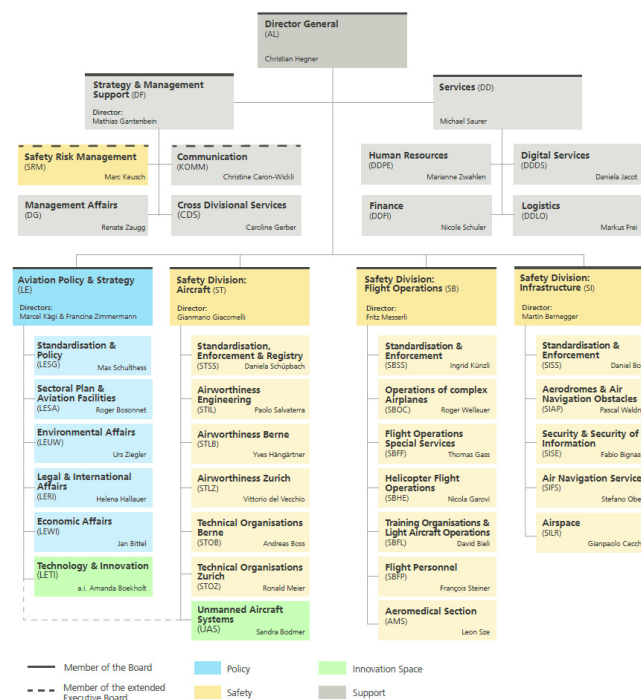 Director General
(AL)
Christian Hegner
Strategy & Management
Support (DF)
Director:
Mathias Gantenbein
Services (DD)
Michael Saurer
Safety Risk Management
(SRM)
Marc Keusch
Communication
(KOMM)
Christine Caron-Wickli
Management Affairs
(DG)
Renate Zaugg
Cross Divisional Services
(CDS)
Caroline Gerber
Human Resources
(DDPE)
Marianne Zwahlen
Digital Services
(DDDS)
Daniela Jacot
Finance
(DDFI)
Nicole Schuler
Logistics
(DDLO)
Markus Frei
Aviation Policy & Strategy
(LE)
Directors:
Marcel Kägi & Francine Zimmermann
Standardisation &
Policy
(LESG)
Max Schulthess
Sectoral Plan &
Aviation Facilities
(LESA)
Roger Bosonnet
Environmental Affairs
(LEUW)
Urs Ziegler
Legal & International
Affairs
(LERI)
Helena Hallauer
Economic Affairs
(LEWI)
Jan Bittel
Technology & Innovation
(LETI)
a.i. Amanda Boekholt
Safety Division:
Aircraft (ST)
Director:
Gianmario Giacomelli
Standardisation,
Enforcement & Registry
(STSS)
Daniela Schüpbach
Airworthiness
Engineering
(STIL)
Paolo Salvaterra
Airworthiness Berne
(STLB)
Yves Hängärtner
Airworthiness Zurich
(STLZ)
Vittorio del Vecchio
Technical Organisations
Berne
(STOB)
Andreas Boss
Technical Organisations
Zurich
(STOZ)
Ronald Meier
Unmanned Aircraft
Systems
(UAS)
Sandra Bodmer
Safety Division:
Flight Operations (SB)
Director:
Fritz Messerli
Standardisation &
Enforcement
(SBSS)
Ingrid Künzli
Operations of complex
Airplanes
(SBOC)
Roger Wellauer
Flight Operations
Special Services
(SBFF)
Thomas Gass
Helicopter Flight
Operations
(SBHE)
Nicola Garovi
Training Organisations &
Light Aircraft Operations
(SBFL)
David Bieli
Flight Personnel
(SBFP)
François Steiner
Aeromedical Section
(AMS)
Leon Sze
Safety Division:
Infrastructure (SI)
Director:
Martin Bernegger
Standardisation &
Enforcement
(SISS)
Daniel Bo
Aerodromes & Air
Navigation Obstacles
(SIAP)
Pascal Waldn
Security & Security of
Information
(SISE)
Fabio Bignas
Air Navigation Service
(SIFS)
Stefano Obe
Airspace
(SILR)
Gianpaolo Cecch
Member of the Board
Member of the extended
Executive Board
Policy
Safety
Innovation Space
Support